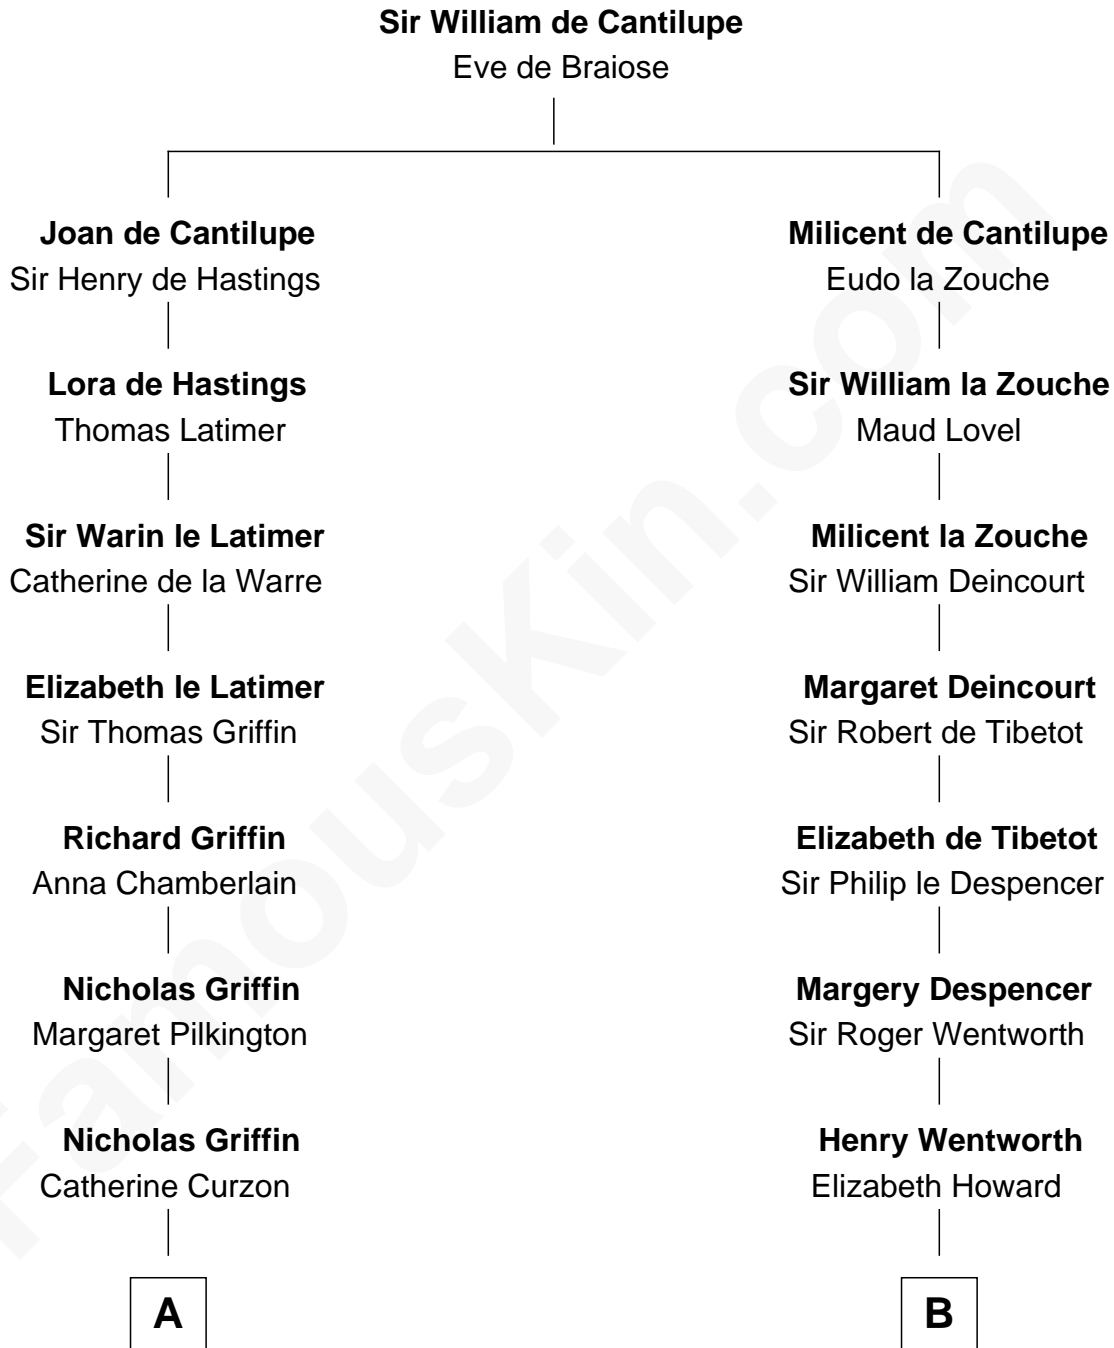 Sir William de Cantilupe
Eve de Braiose
Joan de Cantilupe
Sir Henry de Hastings
Lora de Hastings
Thomas Latimer
Sir Warin le Latimer
Catherine de la Warre
Elizabeth le Latimer
Sir Thomas Griffin
Richard Griffin
Anna Chamberlain
Nicholas Griffin
Margaret Pilkington
Nicholas Griffin
Catherine Curzon
A
Milicent de Cantilupe
Eudo la Zouche
Sir William la Zouche
Maud Lovel
Milicent la Zouche
Sir William Deincourt
Margaret Deincourt
Sir Robert de Tibetot
Elizabeth de Tibetot
Sir Philip le Despencer
Margery Despencer
Sir Roger Wentworth
Henry Wentworth
Elizabeth Howard
B
FamousKin.com